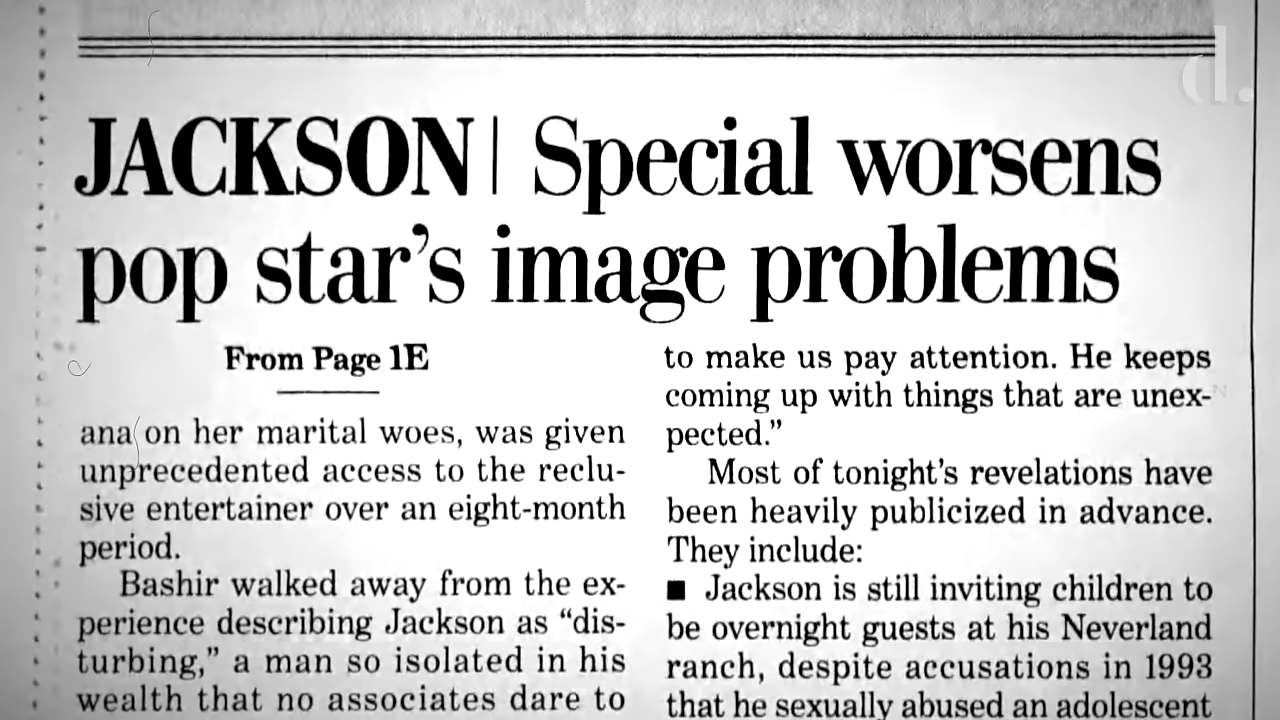 d.
JACKSON | Special worsens
pop star's image problems
From Page 1E
ana on her marital woes, was given
unprecedented access to the reclu-
sive entertainer over an eight-month
period.
Bashir walked away from the ex-
perience describing Jackson as “dis-
turbing,” a man so isolated in his
wealth that no associates dare to
to make us pay attention. He keeps
coming up with things that are unex-
pected.”
Most of tonight's revelations have
been heavily publicized in advance.
They include:
■ Jackson is still inviting children to
be overnight guests at his Neverland
ranch, despite accusations in 1993
that he sexually abused an adolescent